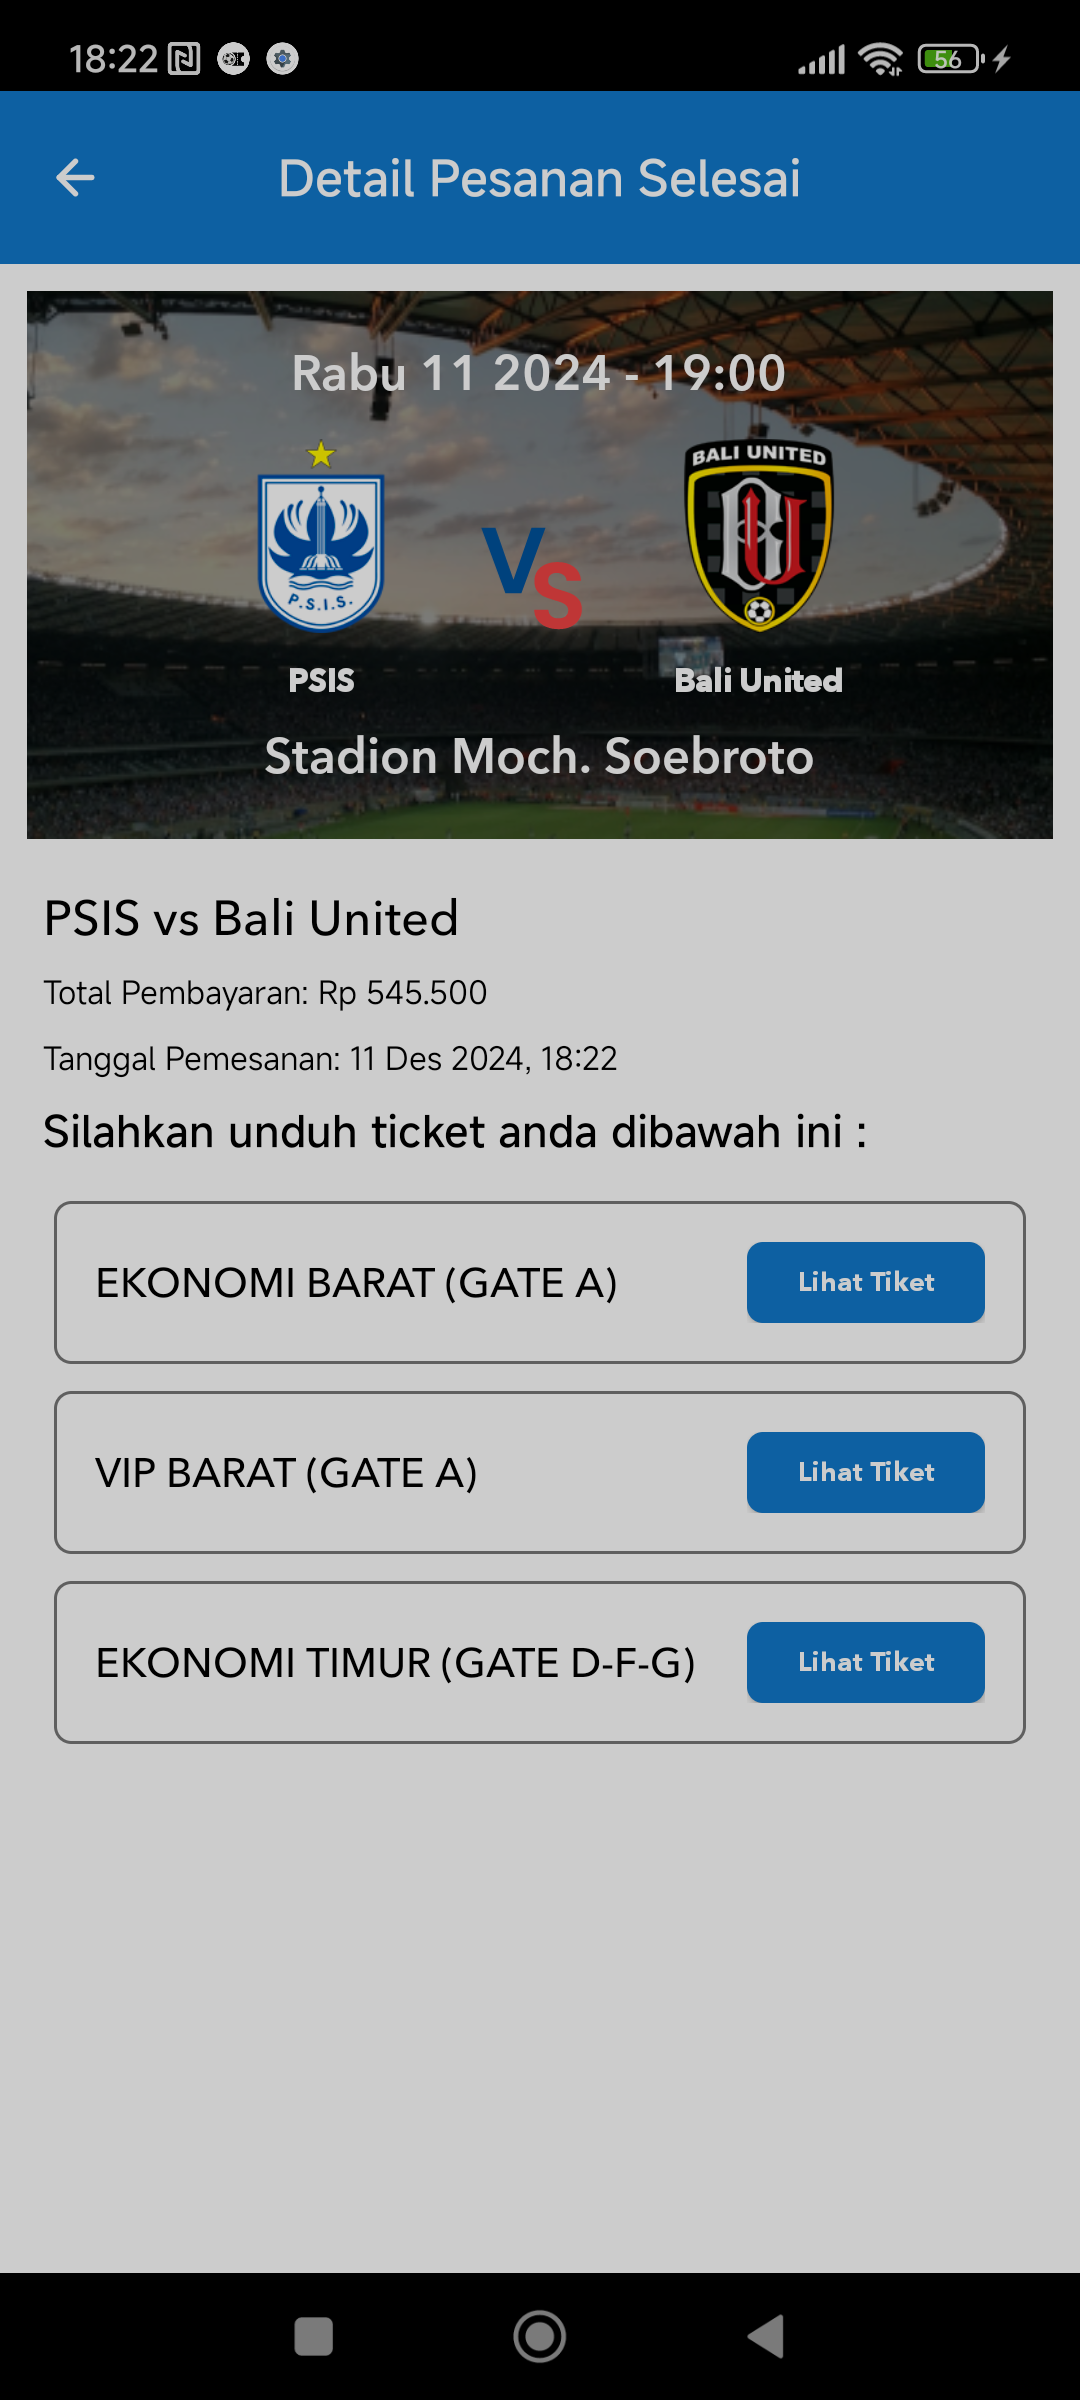 18:22
56
Detail Pesanan Selesai
Rabu 11 2024 - 19:00
BALI UNITED
P.S.I.S.
VS
PSIS
Bali United
Stadion Moch. Soebroto
PSIS vs Bali United
Total Pembayaran: Rp 545.500
Tanggal Pemesanan: 11 Des 2024, 18:22
Silahkan unduh ticket anda dibawah ini :
EKONOMI BARAT (GATE A)
Lihat Tiket
VIP BARAT (GATE A)
Lihat Tiket
EKONOMI TIMUR (GATE D-F-G)
Lihat Tiket